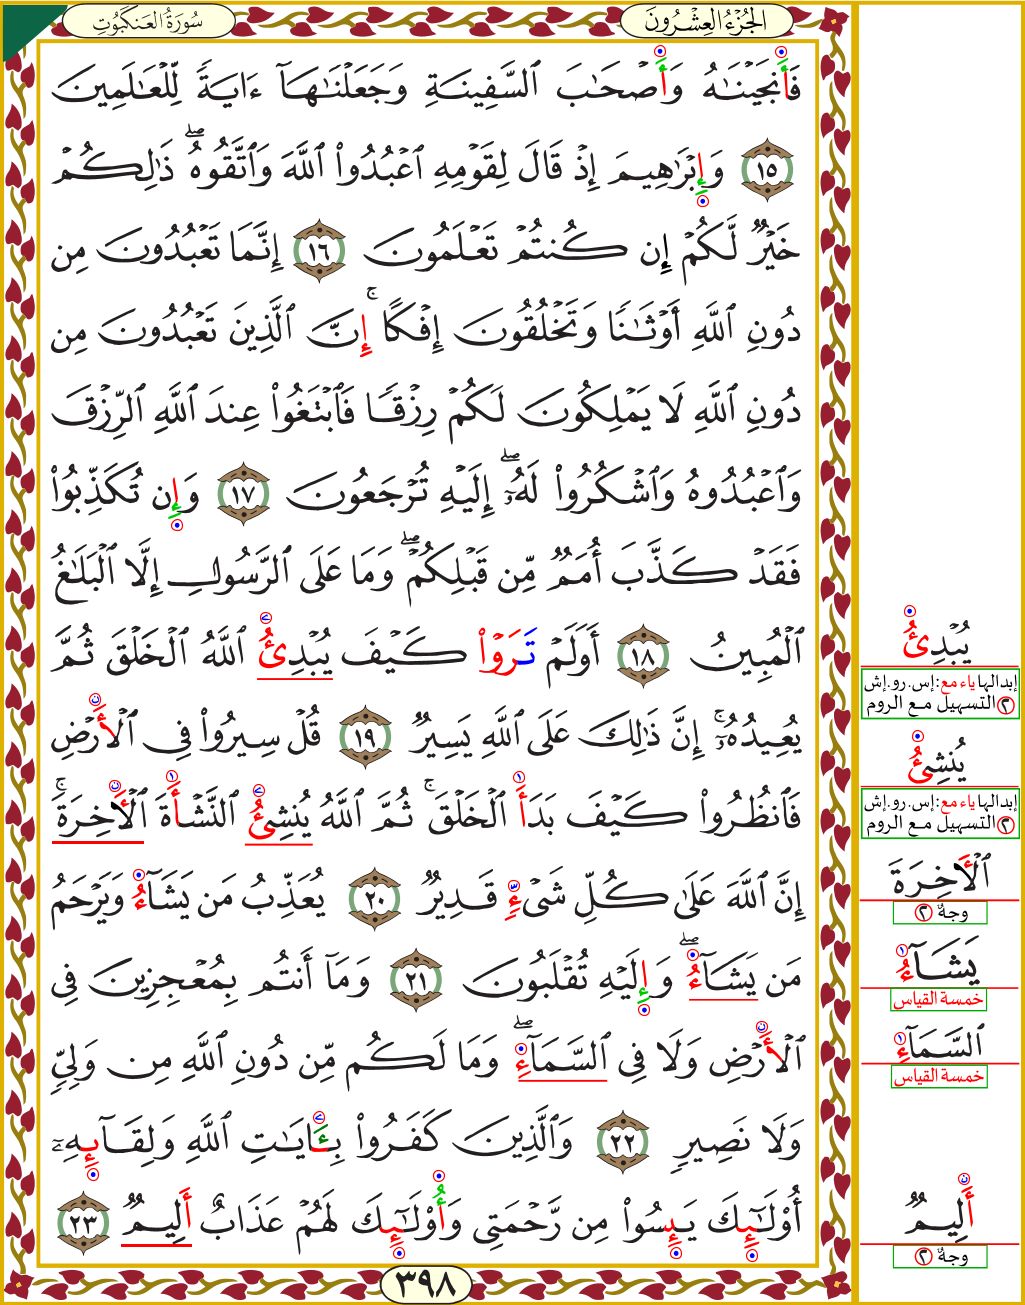 الجُزْءُ العِشْرُونَ
سُورَةُ العَنكَبُوتِ
فَأَنجَيْنَٰهُ وَأَصْحَٰبَ ٱلسَّفِينَةِ وَجَعَلْنَٰهَآ ءَايَةً لِّلْعَٰلَمِينَ
١٥ وَإِبْرَٰهِيمَ إِذْ قَالَ لِقَوْمِهِ ٱعْبُدُوا۟ ٱللَّهَ وَٱتَّقُوهُ ۖ ذَٰلِكُمْ
خَيْرٌ لَّكُمْ إِن كُنتُمْ تَعْلَمُونَ ١٦ إِنَّمَا تَعْبُدُونَ مِن
دُونِ ٱللَّهِ أَوْثَٰنًا وَتَخْلُقُونَ إِفْكًا ۚ إِنَّ ٱلَّذِينَ تَعْبُدُونَ مِن
دُونِ ٱللَّهِ لَا يَمْلِكُونَ لَكُمْ رِزْقًا فَٱبْتَغُوا۟ عِندَ ٱللَّهِ ٱلرِّزْقَ
وَٱعْبُدُوهُ وَٱشْكُرُوا۟ لَهُۥٓ ۖ إِلَيْهِ تُرْجَعُونَ ١٧ وَإِن تُكَذِّبُوا۟
فَقَدْ كَذَّبَ أُمَمٌ مِّن قَبْلِكُمْ ۖ وَمَا عَلَى ٱلرَّسُولِ إِلَّا ٱلْبَلَٰغُ
ٱلْمُبِينُ ١٨ أَوَلَمْ تَرَوْا۟ كَيْفَ يُبْدِئُ ٱللَّهُ ٱلْخَلْقَ ثُمَّ
يُعِيدُهُۥٓ ۚ إِنَّ ذَٰلِكَ عَلَى ٱللَّهِ يَسِيرٌ ١٩ قُلْ سِيرُوا۟ فِى ٱلْأَرْضِ
فَٱنظُرُوا۟ كَيْفَ بَدَأَ ٱلْخَلْقَ ۚ ثُمَّ ٱللَّهُ يُنشِئُ ٱلنَّشْأَةَ ٱلْأَخِرَةَ ۚ
إِنَّ ٱللَّهَ عَلَىٰ كُلِّ شَىْءٍ قَدِيرٌ ٢٠ يُعَذِّبُ مَن يَشَآءُ وَيَرْحَمُ
مَن يَشَآءُ ۖ وَإِلَيْهِ تُقْلَبُونَ ٢١ وَمَآ أَنتُم بِمُعْجِزِينَ فِى
ٱلْأَرْضِ وَلَا فِى ٱلسَّمَآءِ ۖ وَمَا لَكُم مِّن دُونِ ٱللَّهِ مِن وَلِىٍّ
وَلَا نَصِيرٍ ٢٢ وَٱلَّذِينَ كَفَرُوا۟ بِـَٔايَٰتِ ٱللَّهِ وَلِقَآئِهِۦٓ
أُو۟لَٰٓئِكَ يَئِسُوا۟ مِن رَّحْمَتِى وَأُو۟لَٰٓئِكَ لَهُمْ عَذَابٌ أَلِيمٌ ٢٣
٣٩٨
يُبْدِئُ
إبدالها ياء مع: إس.رو.إش
٢ التسهيل مع الروم
يُنشِئُ
إبدالها ياء مع: إس.رو.إش
٢ التسهيل مع الروم
ٱلْأَخِرَةَ
وجهٌ ٢
يَشَآءُ
خمسة القياس
ٱلسَّمَآءِ
خمسة القياس
أَلِيمٌ
وجهٌ ٢